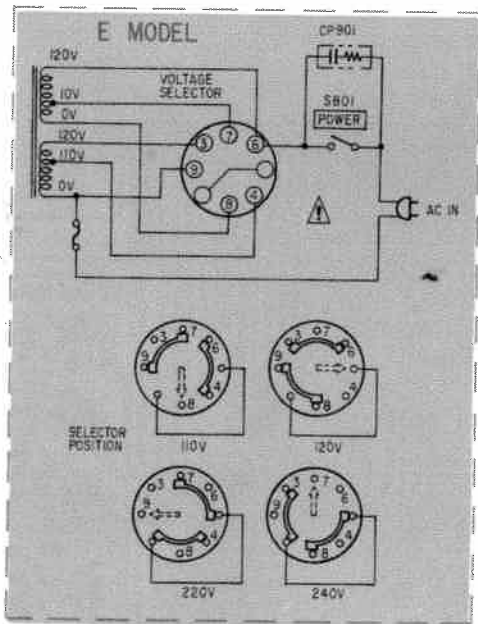 E MODEL
CP901
120V
VOLTAGE
SELECTOR
S801
POWER
10V
0V
120V
110V
0V
3
7
6
9
8
4
AC IN
3
7
6
9
4
8
110V
3
7
6
9
4
8
120V
SELECTOR
POSITION
3
7
6
9
4
8
220V
3
7
6
9
4
8
240V